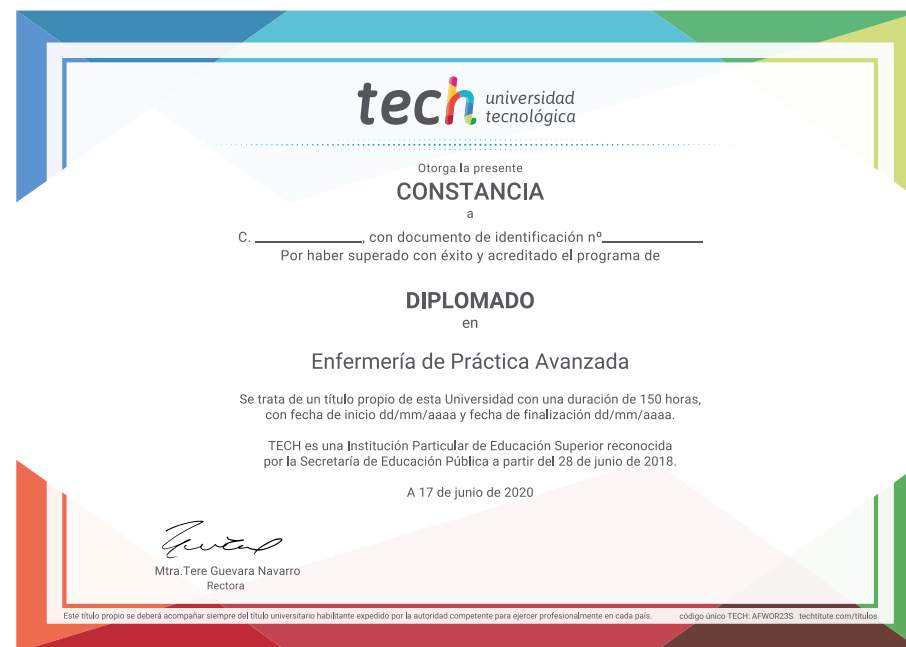 tech universidad
tecnológica
Otorga la presente
CONSTANCIA
a
C. ____________, con documento de identificación nº____________
Por haber superado con éxito y acreditado el programa de
DIPLOMADO
en
Enfermería de Práctica Avanzada
Se trata de un título propio de esta Universidad con una duración de 150 horas,
con fecha de inicio dd/mm/aaaa y fecha de finalización dd/mm/aaaa.
TECH es una Institución Particular de Educación Superior reconocida
por la Secretaría de Educación Pública a partir del 28 de junio de 2018.
A 17 de junio de 2020
Mtra.Tere Guevara Navarro
Rectora
Este título propio se deberá acompañar siempre del título universitario habilitante expedido por la autoridad competente para ejercer profesionalmente en cada país. código único TECH: AFWOR23S techtitute.com/titulos